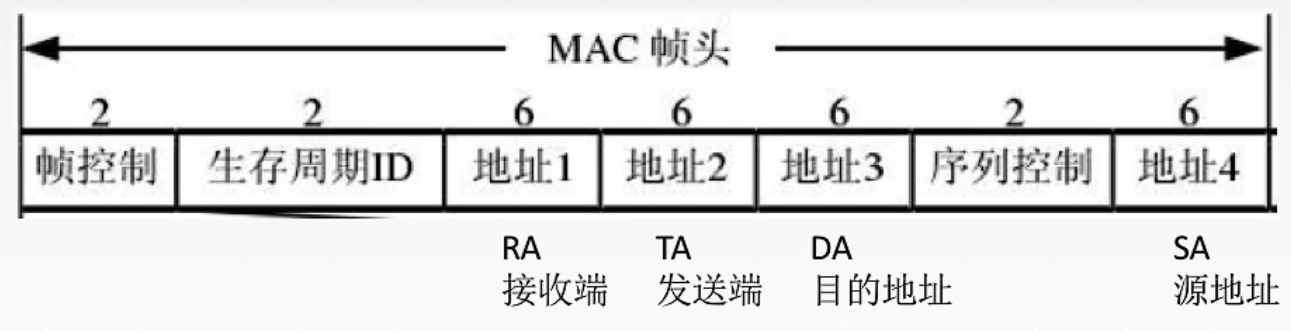 MAC 帧头
2 2 6 6 6 2 6
帧控制 生存周期ID 地址1 地址2 地址3 序列控制 地址4
RA TA DA SA
接收端 发送端 目的地址 源地址